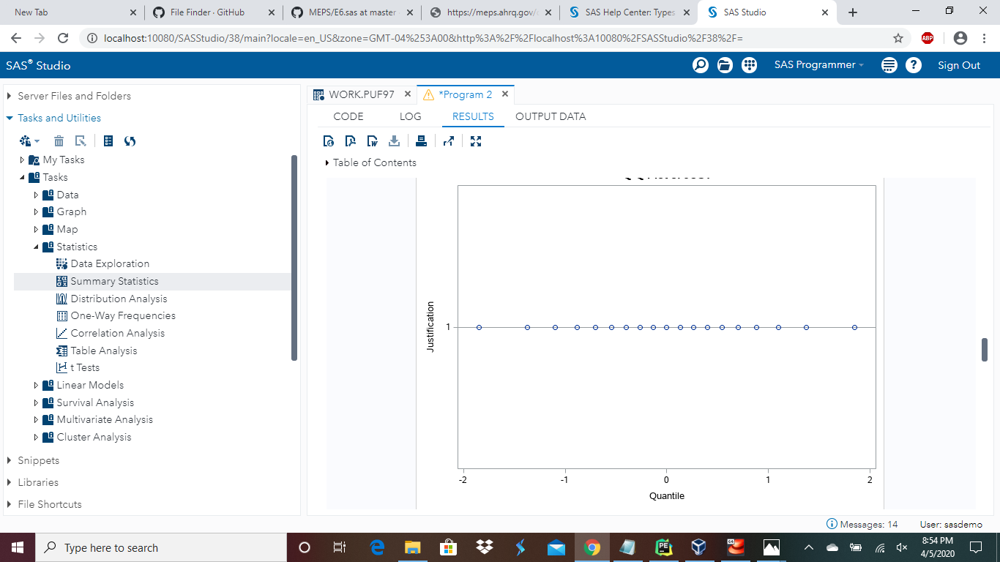 New Tab
File Finder · GitHub
MEPS/E6.sas at master
https://meps.ahrq.gov/
SAS Help Center: Types
SAS Studio
localhost:10080/SASStudio/38/main?locale=en_US&zone=GMT-04%253A00&http%3A%2F%2Flocalhost%3A10080%2FSASStudio%2F38%2F=
ABP
SAS® Studio
SAS Programmer
Sign Out
Server Files and Folders
Tasks and Utilities
My Tasks
Tasks
Data
Graph
Map
Statistics
Data Exploration
Summary Statistics
Distribution Analysis
One-Way Frequencies
Correlation Analysis
Table Analysis
t Tests
Linear Models
Survival Analysis
Multivariate Analysis
Cluster Analysis
Snippets
Libraries
File Shortcuts
WORK.PUF97
*Program 2
CODE LOG RESULTS OUTPUT DATA
Table of Contents
Justification
1
-2 -1 0 1 2
Quantile
Messages: 14 User: sasdemo
Type here to search
8:54 PM
4/5/2020